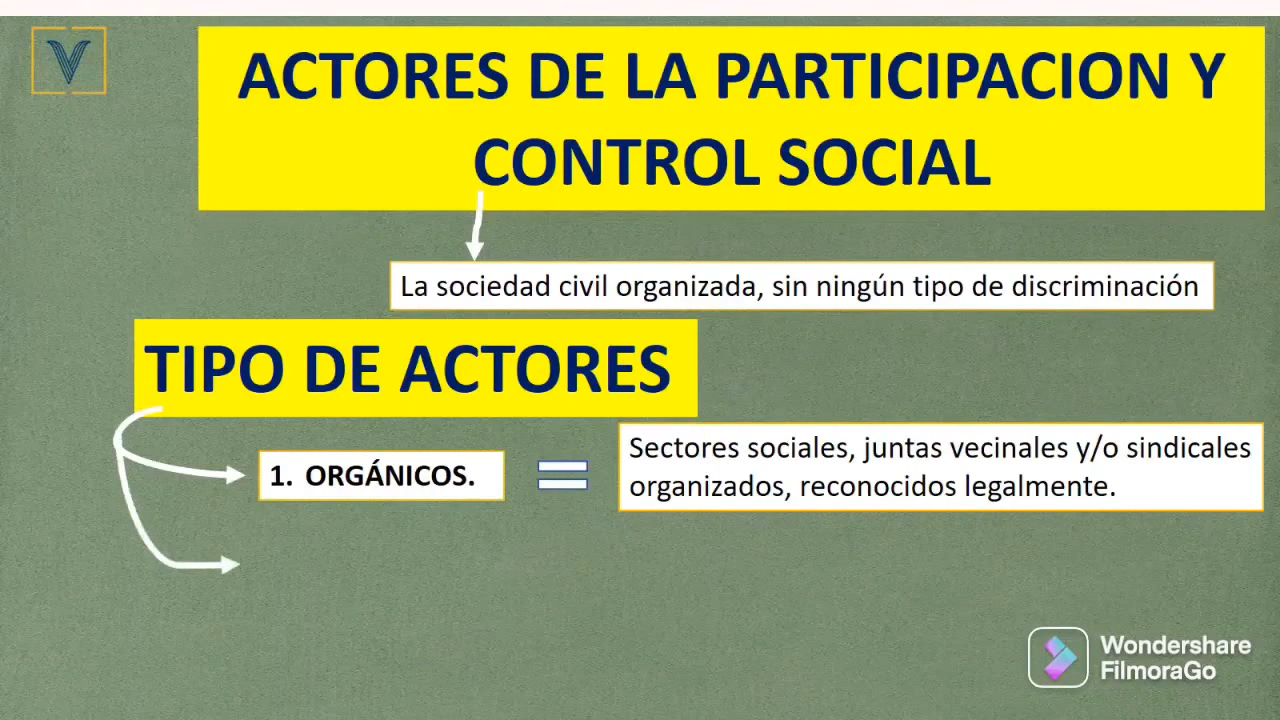 ACTORES DE LA PARTICIPACION Y
CONTROL SOCIAL
La sociedad civil organizada, sin ningún tipo de discriminación
TIPO DE ACTORES
1. ORGÁNICOS.
Sectores sociales, juntas vecinales y/o sindicales
organizados, reconocidos legalmente.
Wondershare
FilmoraGo